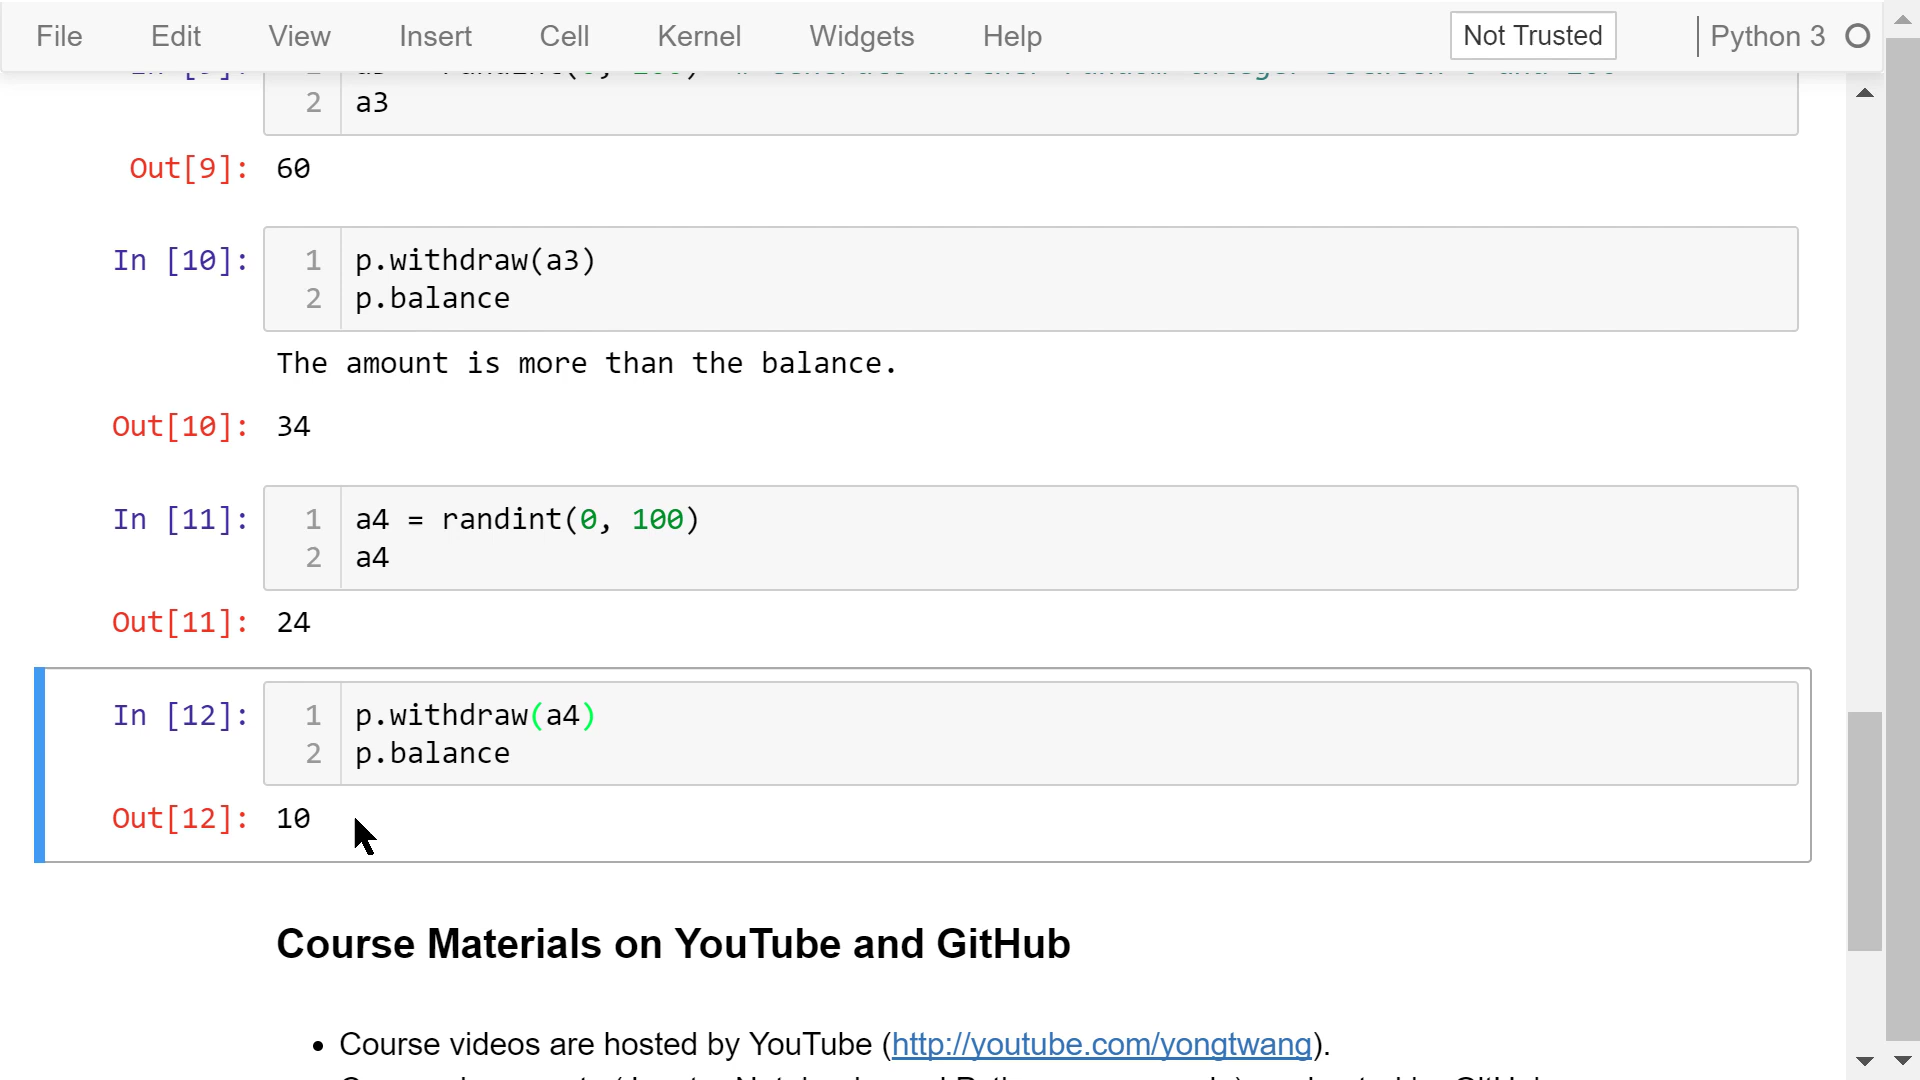 File Edit View Insert Cell Kernel Widgets Help Not Trusted Python 3
2 a3
Out[9]: 60
In [10]: 1 p.withdraw(a3)
2 p.balance
The amount is more than the balance.
Out[10]: 34
In [11]: 1 a4 = randint(0, 100)
2 a4
Out[11]: 24
In [12]: 1 p.withdraw(a4)
2 p.balance
Out[12]: 10
Course Materials on YouTube and GitHub
• Course videos are hosted by YouTube (http://youtube.com/yongtwang).